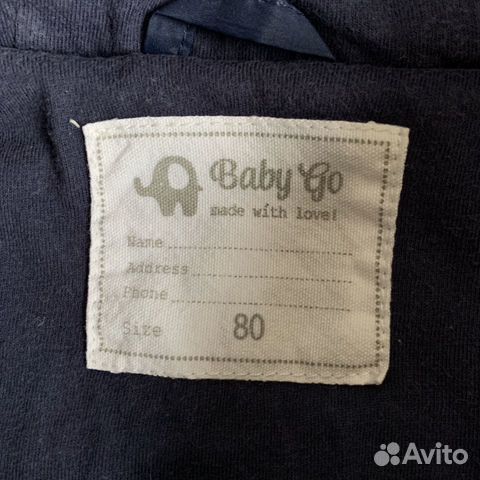 Baby Go
made with love!
Name
Address
Phone
Size 80
Avito